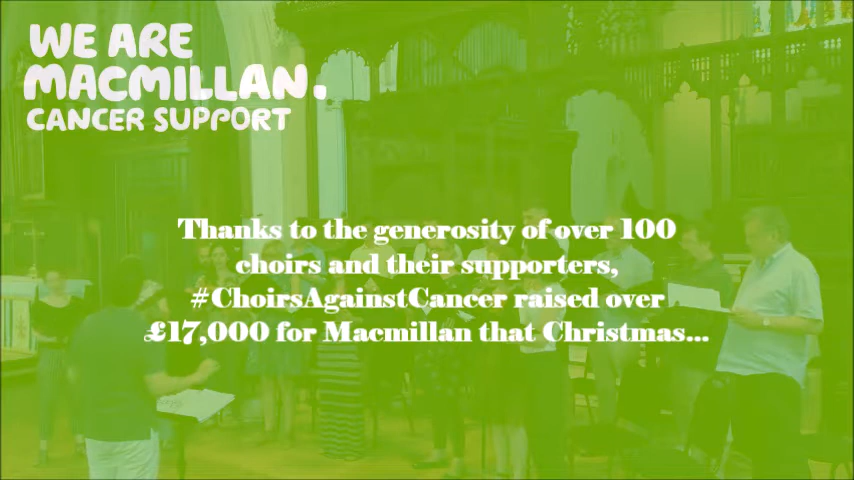 WE ARE
MACMILLAN.
CANCER SUPPORT
Thanks to the generosity of over 100
choirs and their supporters,
#ChoirsAgainstCancer raised over
£17,000 for Macmillan that Christmas...